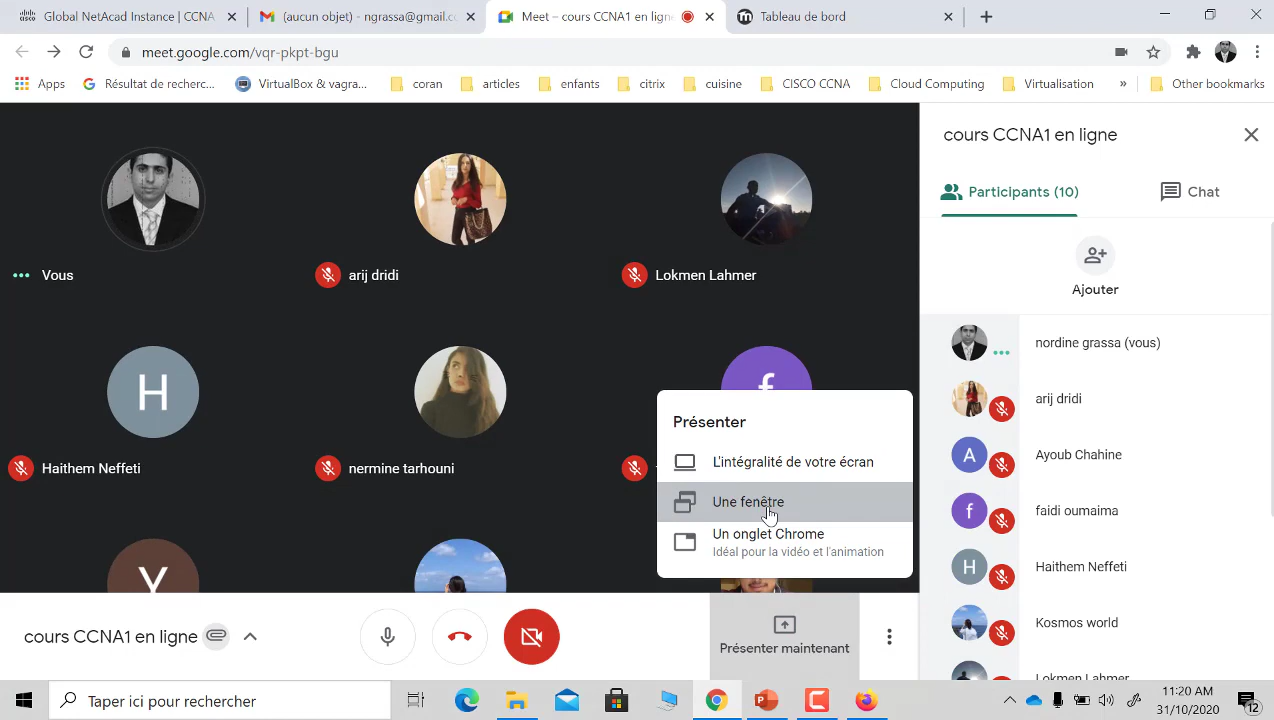 Global NetAcad Instance | CCNA
(aucun objet) - ngrassa@gmail.co
Meet – cours CCNA1 en ligne
Tableau de bord
meet.google.com/vqr-pkpt-bgu
Apps
Résultat de recherc...
VirtualBox & vagra...
coran
articles
enfants
citrix
cuisine
CISCO CCNA
Cloud Computing
Virtualisation
»
Other bookmarks
Vous
arij dridi
Lokmen Lahmer
H
f
Haithem Neffeti
nermine tarhouni
Y
Présenter
L'intégralité de votre écran
Une fenêtre
Un onglet Chrome
Idéal pour la vidéo et l'animation
cours CCNA1 en ligne
Participants (10)
Chat
Ajouter
nordine grassa (vous)
arij dridi
A
Ayoub Chahine
f
faidi oumaima
H
Haithem Neffeti
Kosmos world
Lokmen Lahmer
cours CCNA1 en ligne
Présenter maintenant
Taper ici pour rechercher
11:20 AM
31/10/2020
12